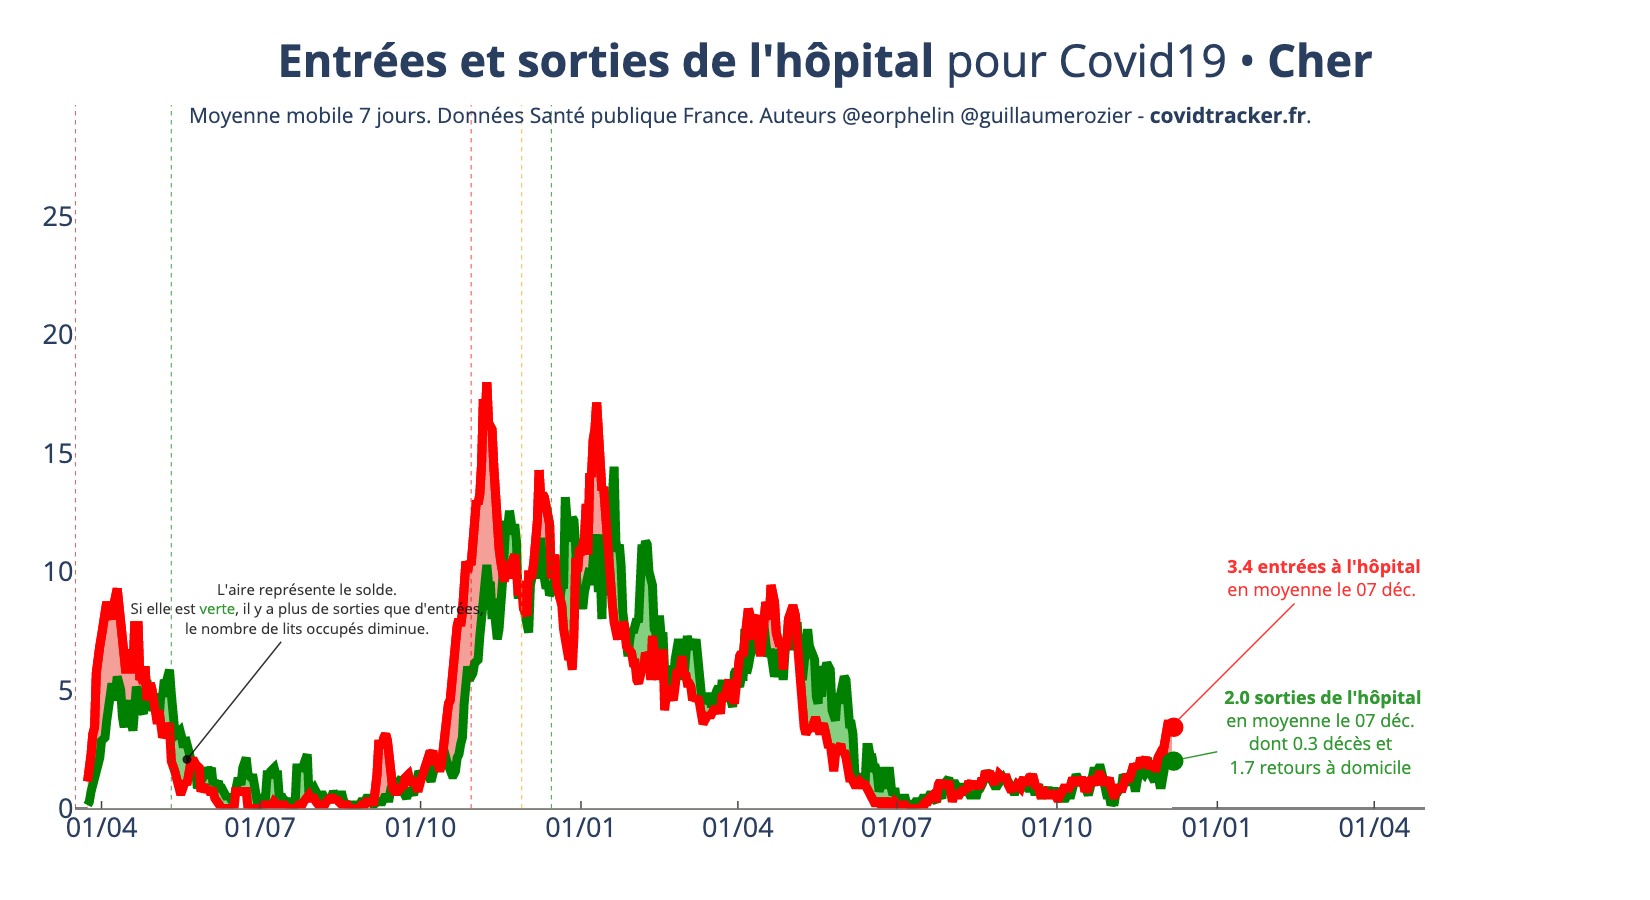 Entrées et sorties de l'hôpital pour Covid19 • Cher
Moyenne mobile 7 jours. Données Santé publique France. Auteurs @eorphelin @guillaumerozier - covidtracker.fr.
25
20
15
10
5
0
L'aire représente le solde.
Si elle est verte, il y a plus de sorties que d'entrées,
le nombre de lits occupés diminue.
3.4 entrées à l'hôpital
en moyenne le 07 déc.
2.0 sorties de l'hôpital
en moyenne le 07 déc.
dont 0.3 décès et
1.7 retours à domicile
01/04 01/07 01/10 01/01 01/04 01/07 01/10 01/01 01/04